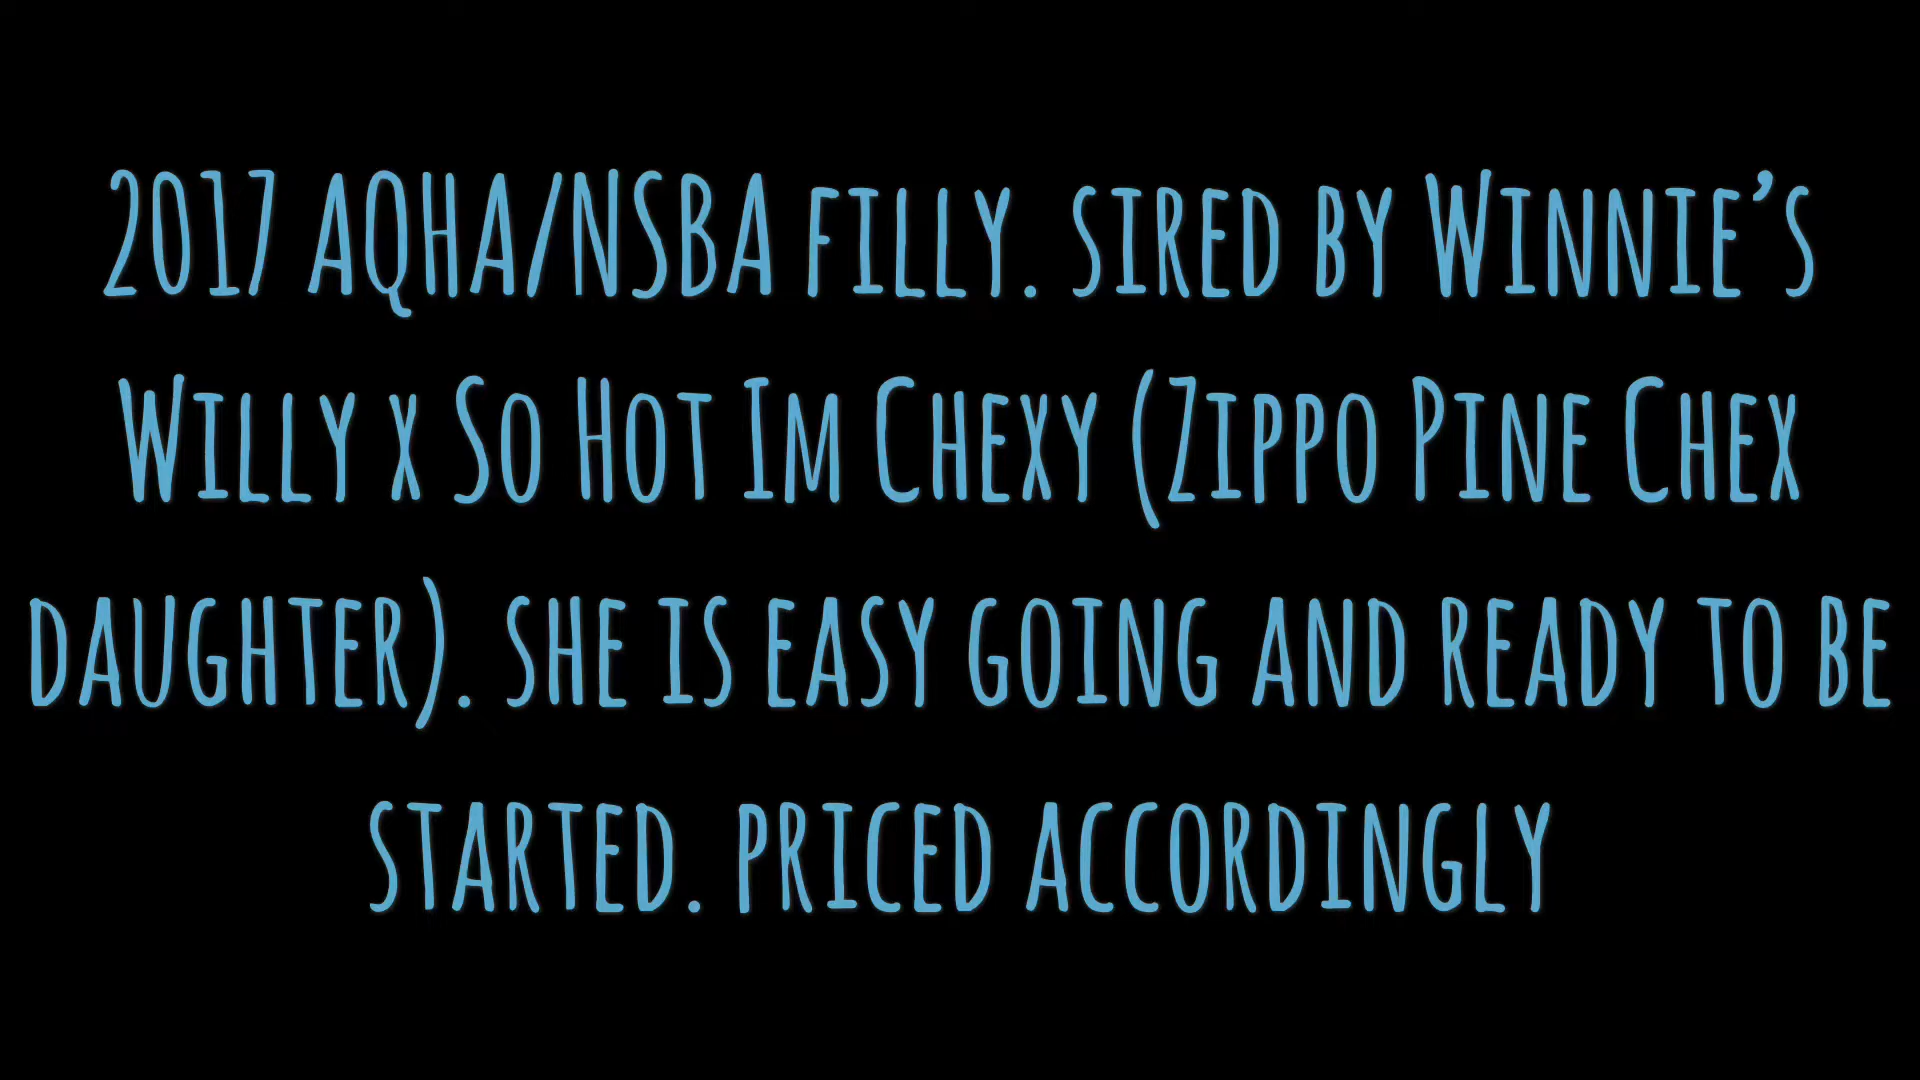 2017 AQHA/NSBA filly. sired by Winnie’s
Willy x So Hot Im Chexy (Zippo Pine Chex
daughter). she is easy going and ready to be
started. priced accordingly